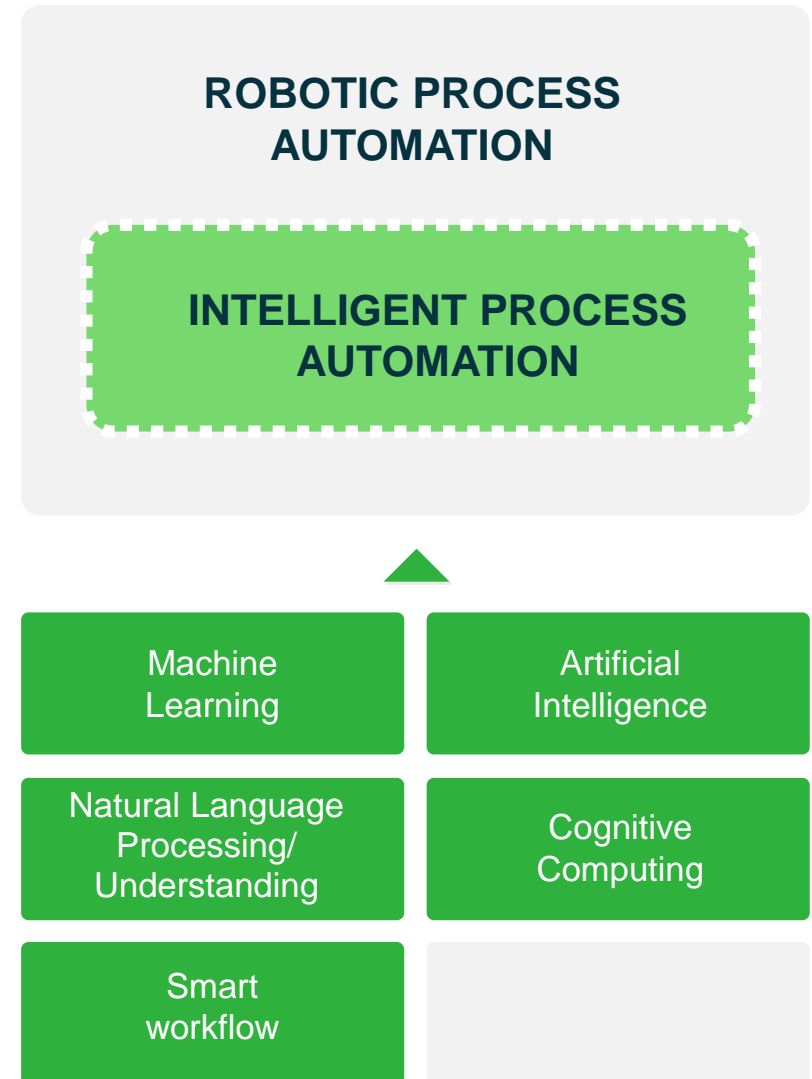 ROBOTIC PROCESS
AUTOMATION
INTELLIGENT PROCESS
AUTOMATION
Machine
Learning
Artificial
Intelligence
Natural Language
Processing/
Understanding
Cognitive
Computing
Smart
workflow